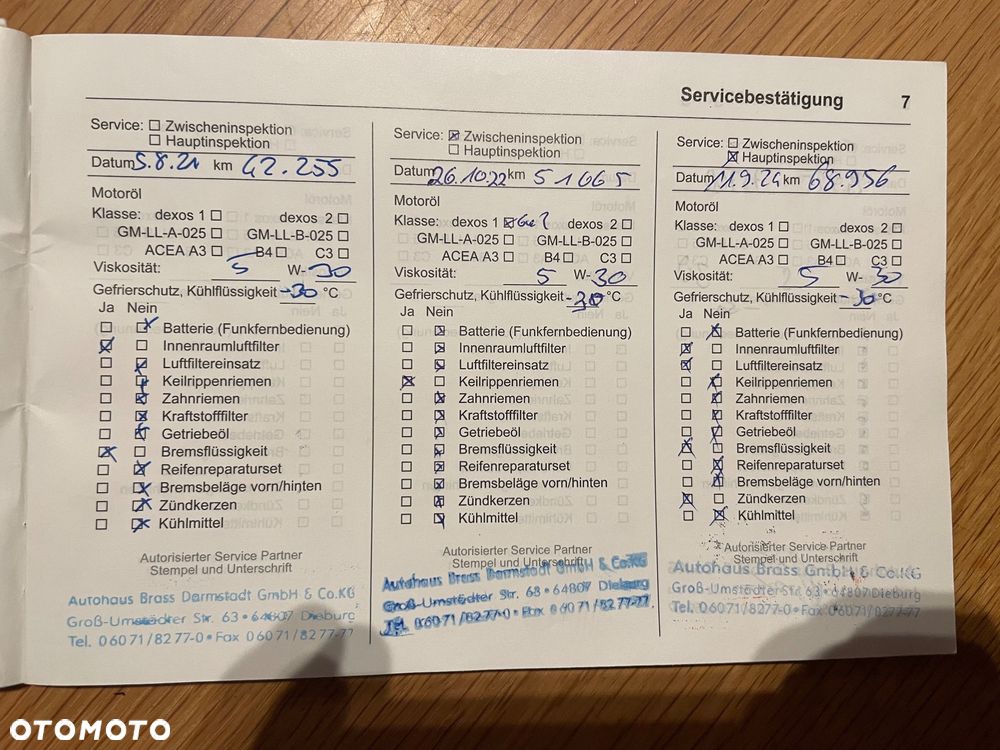 Servicebestätigung 7
Service: Zwischeninspektion
Hauptinspektion
Datum 5.8.21 km 42.255
Motoröl
Klasse: dexos 1 dexos 2
GM-LL-A-025 GM-LL-B-025
ACEA A3 B4 C3
Viskosität: 5 W-30
Gefrierschutz, Kühlflüssigkeit -30 °C
Ja Nein
Batterie (Funkfernbedienung)
Innenraumluftfilter
Luftfiltereinsatz
Keilrippenriemen
Zahnriemen
Kraftstofffilter
Getriebeöl
Bremsflüssigkeit
Reifenreparaturset
Bremsbeläge vorn/hinten
Zündkerzen
Kühlmittel
Autorisierter Service Partner
Stempel und Unterschrift
Autohaus Brass Darmstadt GmbH & Co.KG
Groß-Umstädter Str. 63 • 64807 Dieburg
Tel. 06071/8277-0 • Fax 06071/8277-77
Service: Zwischeninspektion
Hauptinspektion
Datum 26.10.22 km 51065
Motoröl
Klasse: dexos 1 dexos 2
GM-LL-A-025 GM-LL-B-025
ACEA A3 B4 C3
Viskosität: 5 W-30
Gefrierschutz, Kühlflüssigkeit -30 °C
Ja Nein
Batterie (Funkfernbedienung)
Innenraumluftfilter
Luftfiltereinsatz
Keilrippenriemen
Zahnriemen
Kraftstofffilter
Getriebeöl
Bremsflüssigkeit
Reifenreparaturset
Bremsbeläge vorn/hinten
Zündkerzen
Kühlmittel
Autorisierter Service Partner
Stempel und Unterschrift
Autohaus Brass Darmstadt GmbH & Co.KG
Groß-Umstädter Str. 63 • 64807 Dieburg
Tel. 06071/8277-0 • Fax 06071/8277-77
Service: Zwischeninspektion
Hauptinspektion
Datum 11.9.24 km 68.956
Motoröl
Klasse: dexos 1 dexos 2
GM-LL-A-025 GM-LL-B-025
ACEA A3 B4 C3
Viskosität: 5 W-30
Gefrierschutz, Kühlflüssigkeit -30 °C
Ja Nein
Batterie (Funkfernbedienung)
Innenraumluftfilter
Luftfiltereinsatz
Keilrippenriemen
Zahnriemen
Kraftstofffilter
Getriebeöl
Bremsflüssigkeit
Reifenreparaturset
Bremsbeläge vorn/hinten
Zündkerzen
Kühlmittel
Autorisierter Service Partner
Stempel und Unterschrift
Autohaus Brass GmbH & Co.KG
Groß-Umstädter Str. 63 • 64807 Dieburg
Tel. 06071/8277-0 • Fax 06071/8277-77
OTOMOTO